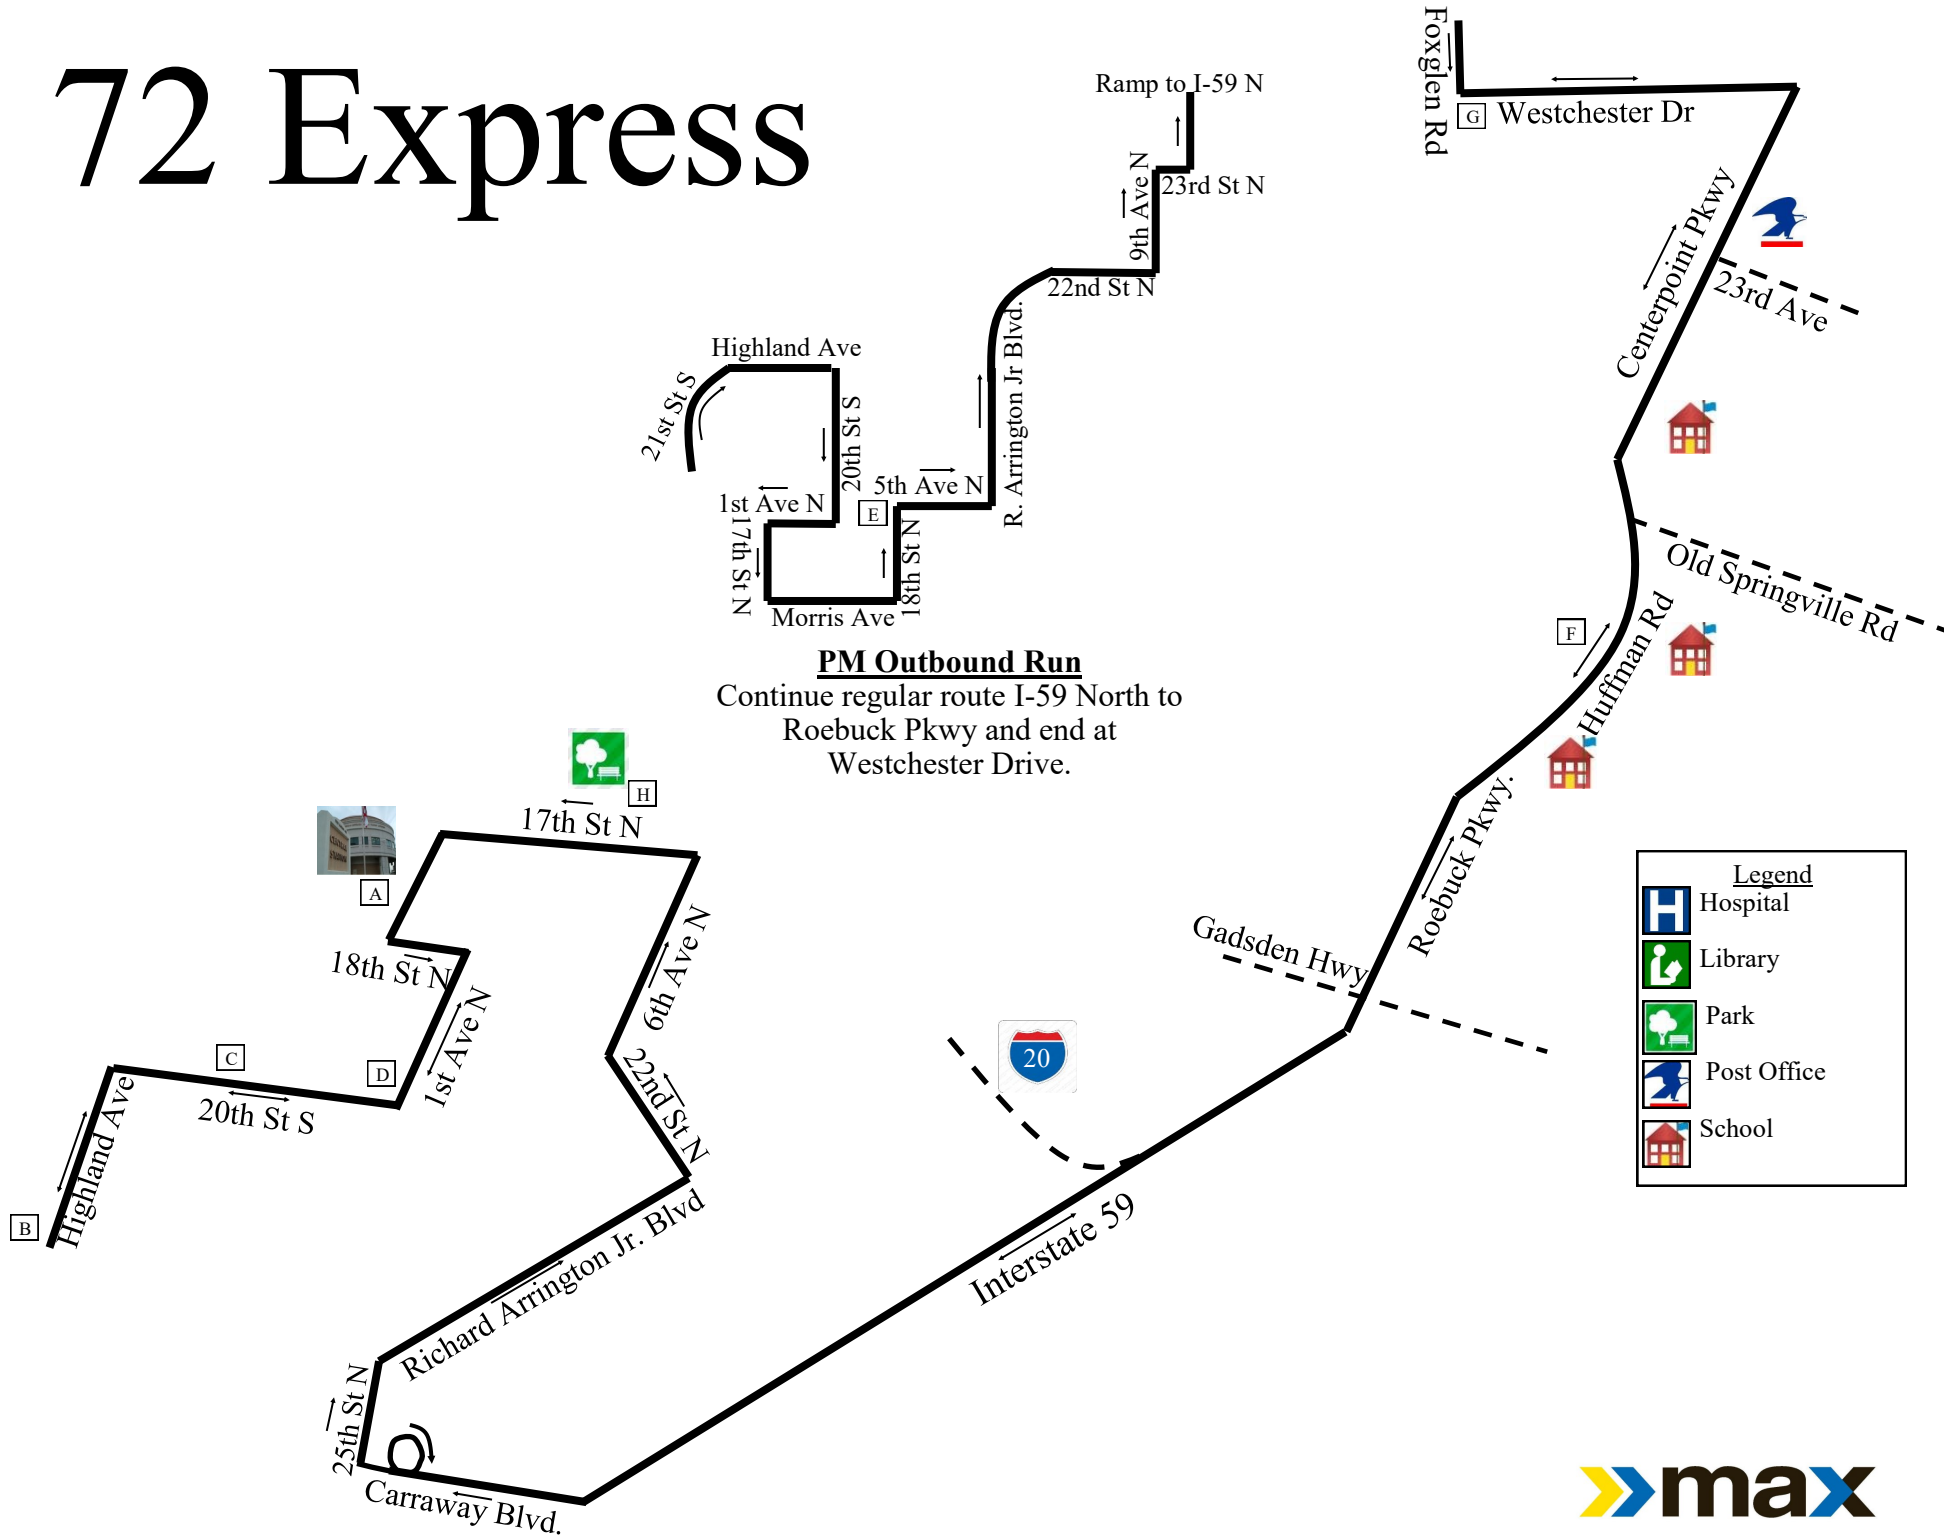 72 Express
Foxglen Rd
G
Westchester Dr
Centerpoint Pkwy
23rd Ave
Old Springville Rd
F
Huffman Rd
Roebuck Pkwy.
Gadsden Hwy
Ramp to I-59 N
23rd St N
9th Ave N
22nd St N
R. Arrington Jr Blvd.
Highland Ave
21st St S
20th St S
5th Ave N
1st Ave N
E
17th St N
18th St N
Morris Ave
PM Outbound Run
Continue regular route I-59 North to
Roebuck Pkwy and end at
Westchester Drive.
H
17th St N
A
18th St N
6th Ave N
1st Ave N
C
D
20th St S
22nd St N
Highland Ave
B
Richard Arrington Jr. Blvd
25th St N
Carraway Blvd.
20
Interstate 59
Legend
H Hospital
Library
Park
Post Office
School
max